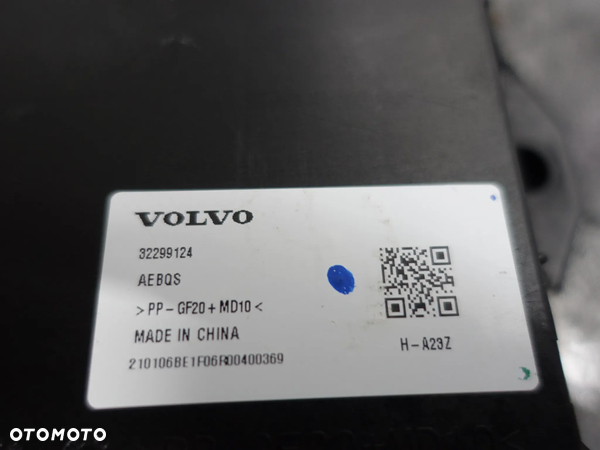 VOLVO
32299124
AEBQS
>PP-GF20+MD10<
MADE IN CHINA
H-A23Z
210106BE1F06R00400369
OTOMOTO